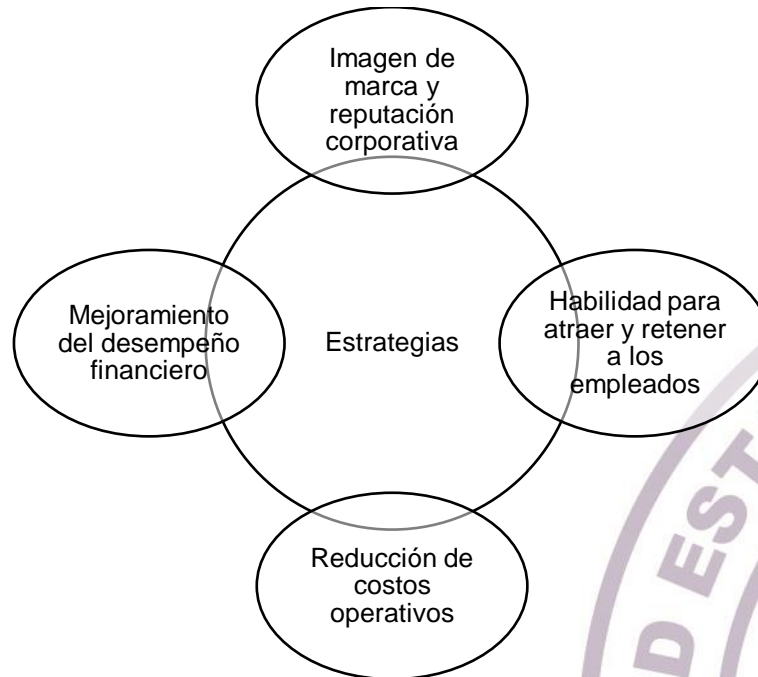 Imagen de
marca y
reputación
corporativa
Mejoramiento
del desempeño
financiero
Estrategias
Habilidad para
atraer y retener
a los
empleados
Reducción de
costos
operativos
D EST